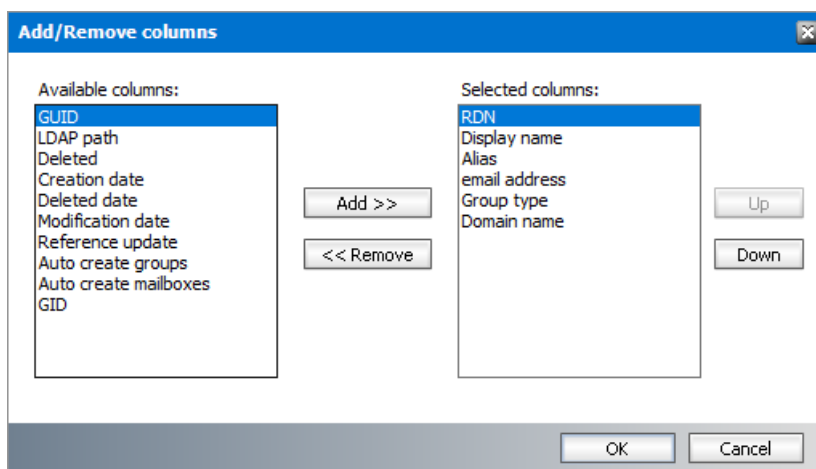 Add/Remove columns
Available columns:
GUID
LDAP path
Deleted
Creation date
Deleted date
Modification date
Reference update
Auto create groups
Auto create mailboxes
GID
Add >>
<< Remove
Selected columns:
RDN
Display name
Alias
email address
Group type
Domain name
Up
Down
OK
Cancel